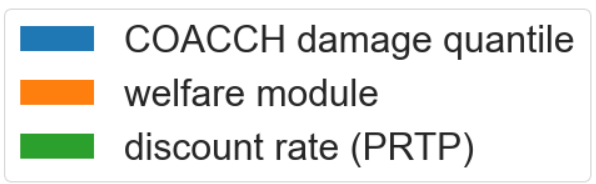 COACCH damage quantile
welfare module
discount rate (PRTP)